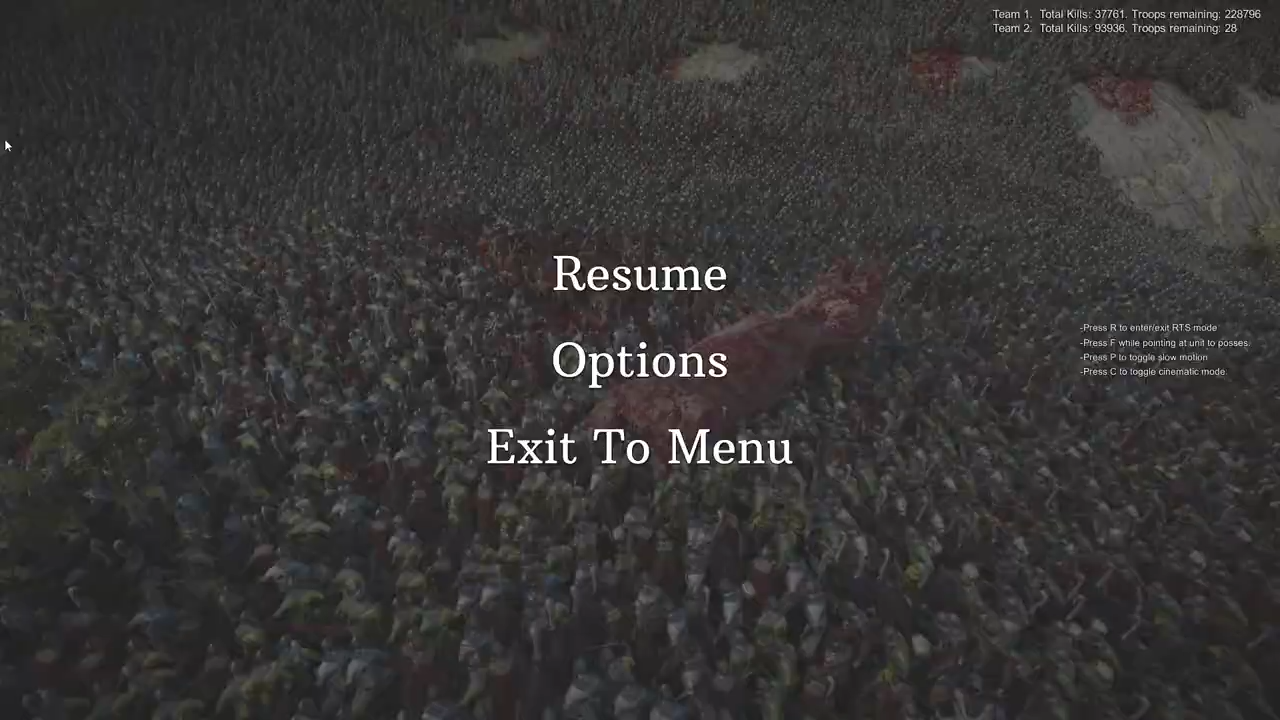 Team 1. Total Kills: 37761. Troops remaining: 228796
Team 2. Total Kills: 93936. Troops remaining: 28
Resume
-Press R to enter/exit RTS mode
-Press F while pointing at unit to posses.
-Press P to toggle slow motion
-Press C to toggle cinematic mode.
Options
Exit To Menu